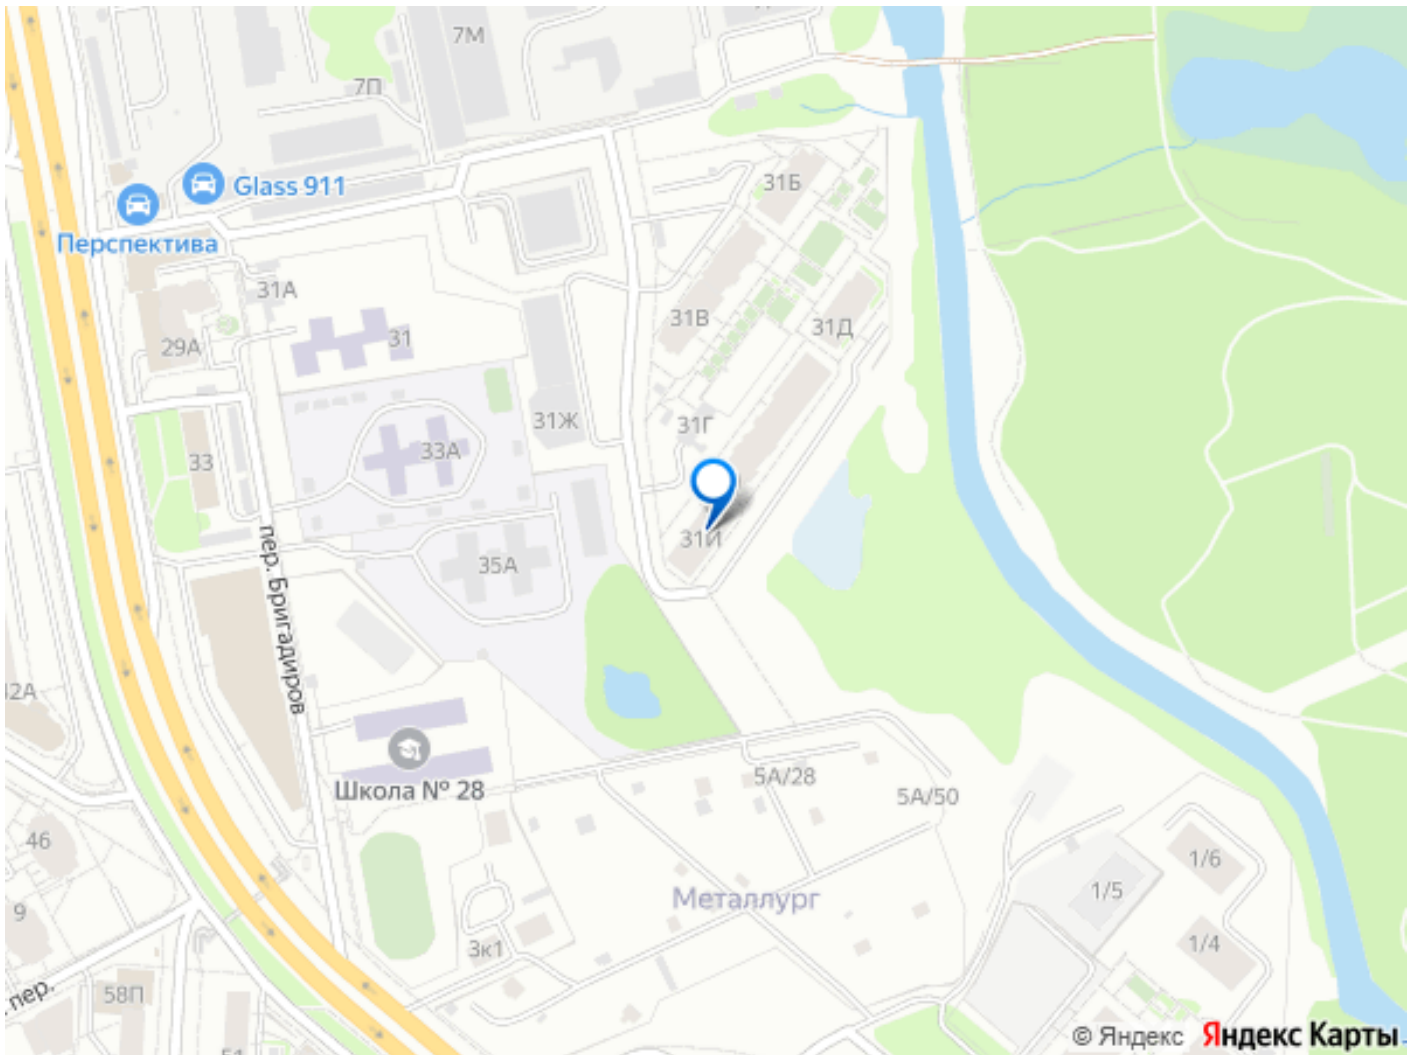 7М
7П
Glass 911
Перспектива
31Б
31А
31В
31Д
31
29А
31Г
31Ж
33А
33
31И
пер. Бригадиров
35А
42А
Школа № 28
5А/28
5А/50
46
1/6
1/5
Металлург
9
1/4
3к1
пер.
58П
51
© Яндекс Яндекс Карты